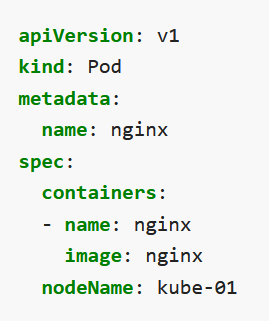 apiVersion: v1
kind: Pod
metadata:
  name: nginx
spec:
  containers:
  - name: nginx
    image: nginx
  nodeName: kube-01